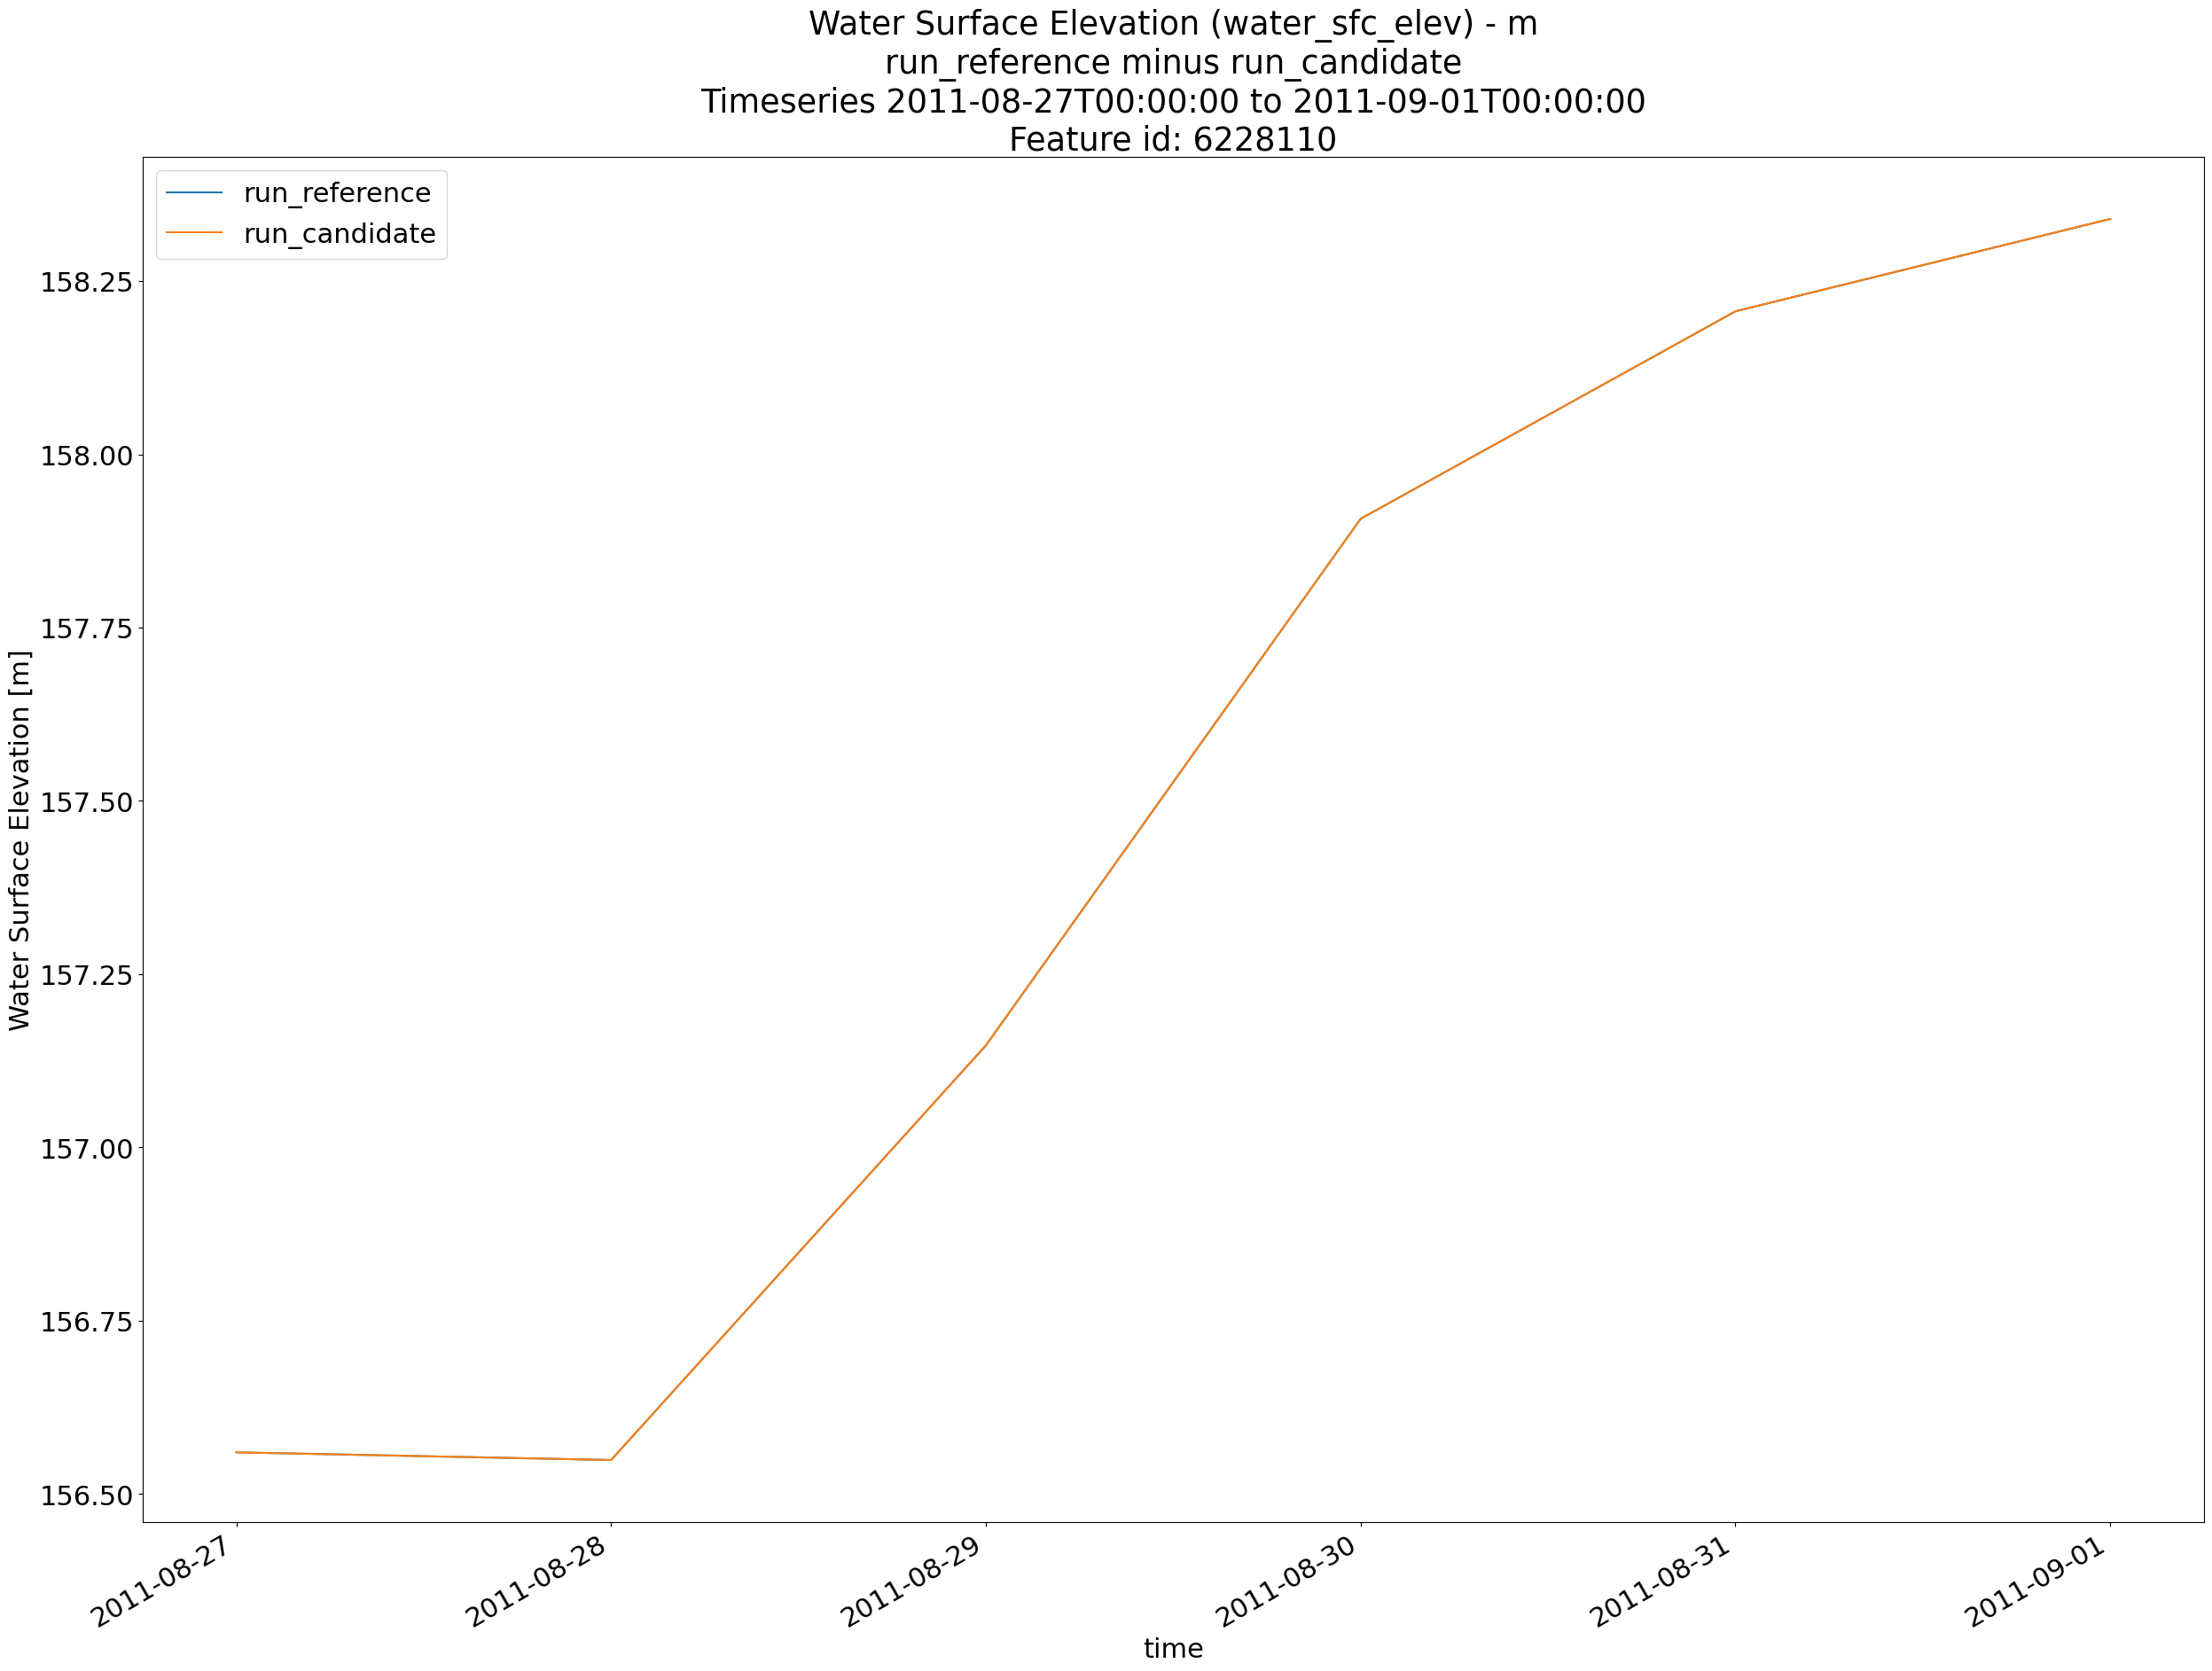 Water Surface Elevation (water_sfc_elev) - m
run_reference minus run_candidate
Timeseries 2011-08-27T00:00:00 to 2011-09-01T00:00:00
Feature id: 6228110
run_reference
run_candidate
158.25
158.00
157.75
157.50
157.25
157.00
156.75
156.50
Water Surface Elevation [m]
2011-08-27
2011-08-28
2011-08-29
2011-08-30
2011-08-31
2011-09-01
time